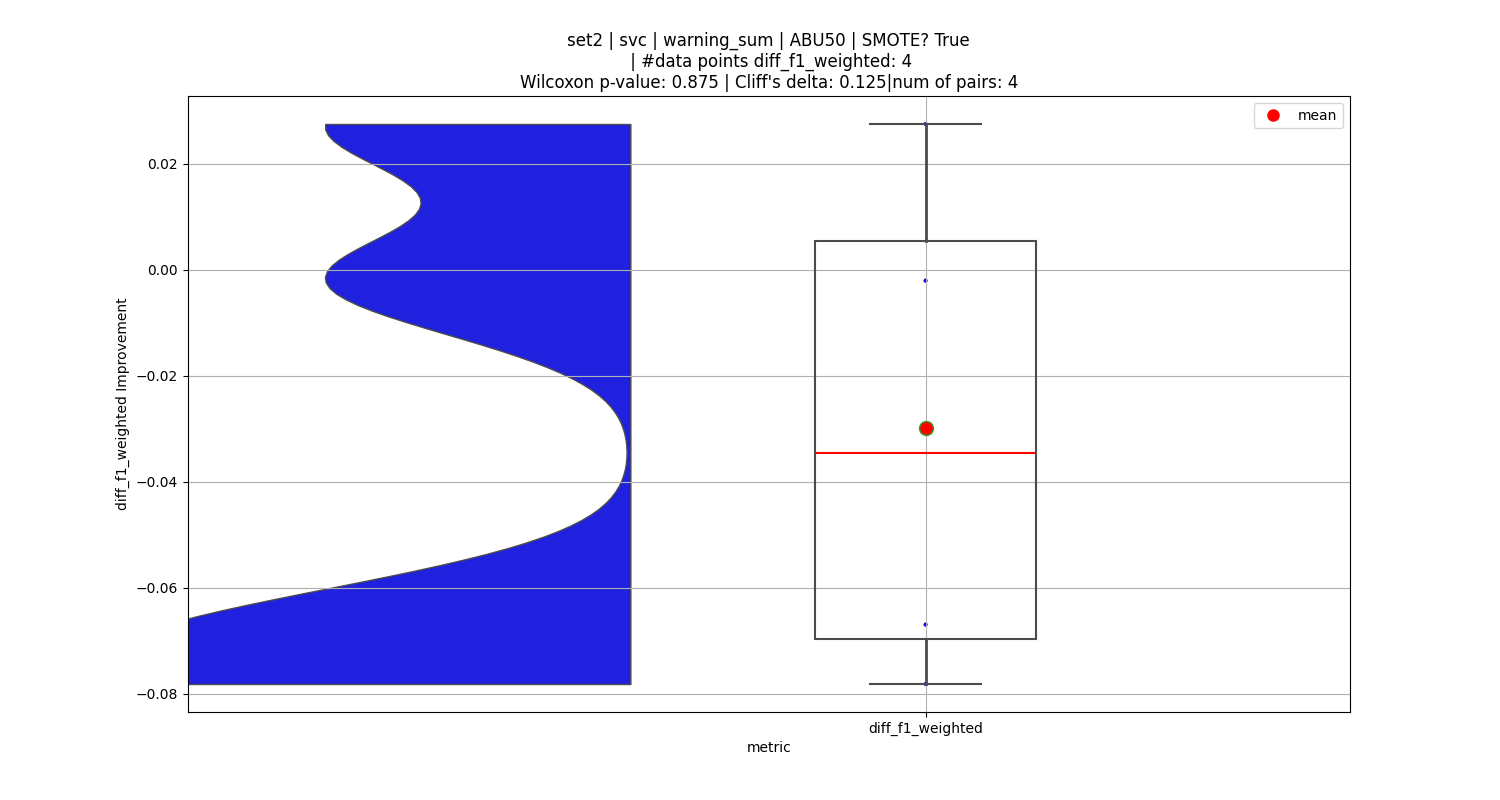 set2 | svc | warning_sum | ABU50 | SMOTE? True
| #data points diff_f1_weighted: 4
Wilcoxon p-value: 0.875 | Cliff's delta: 0.125|num of pairs: 4
mean
0.02
0.00
−0.02
−0.04
−0.06
−0.08
diff_f1_weighted Improvement
diff_f1_weighted
metric